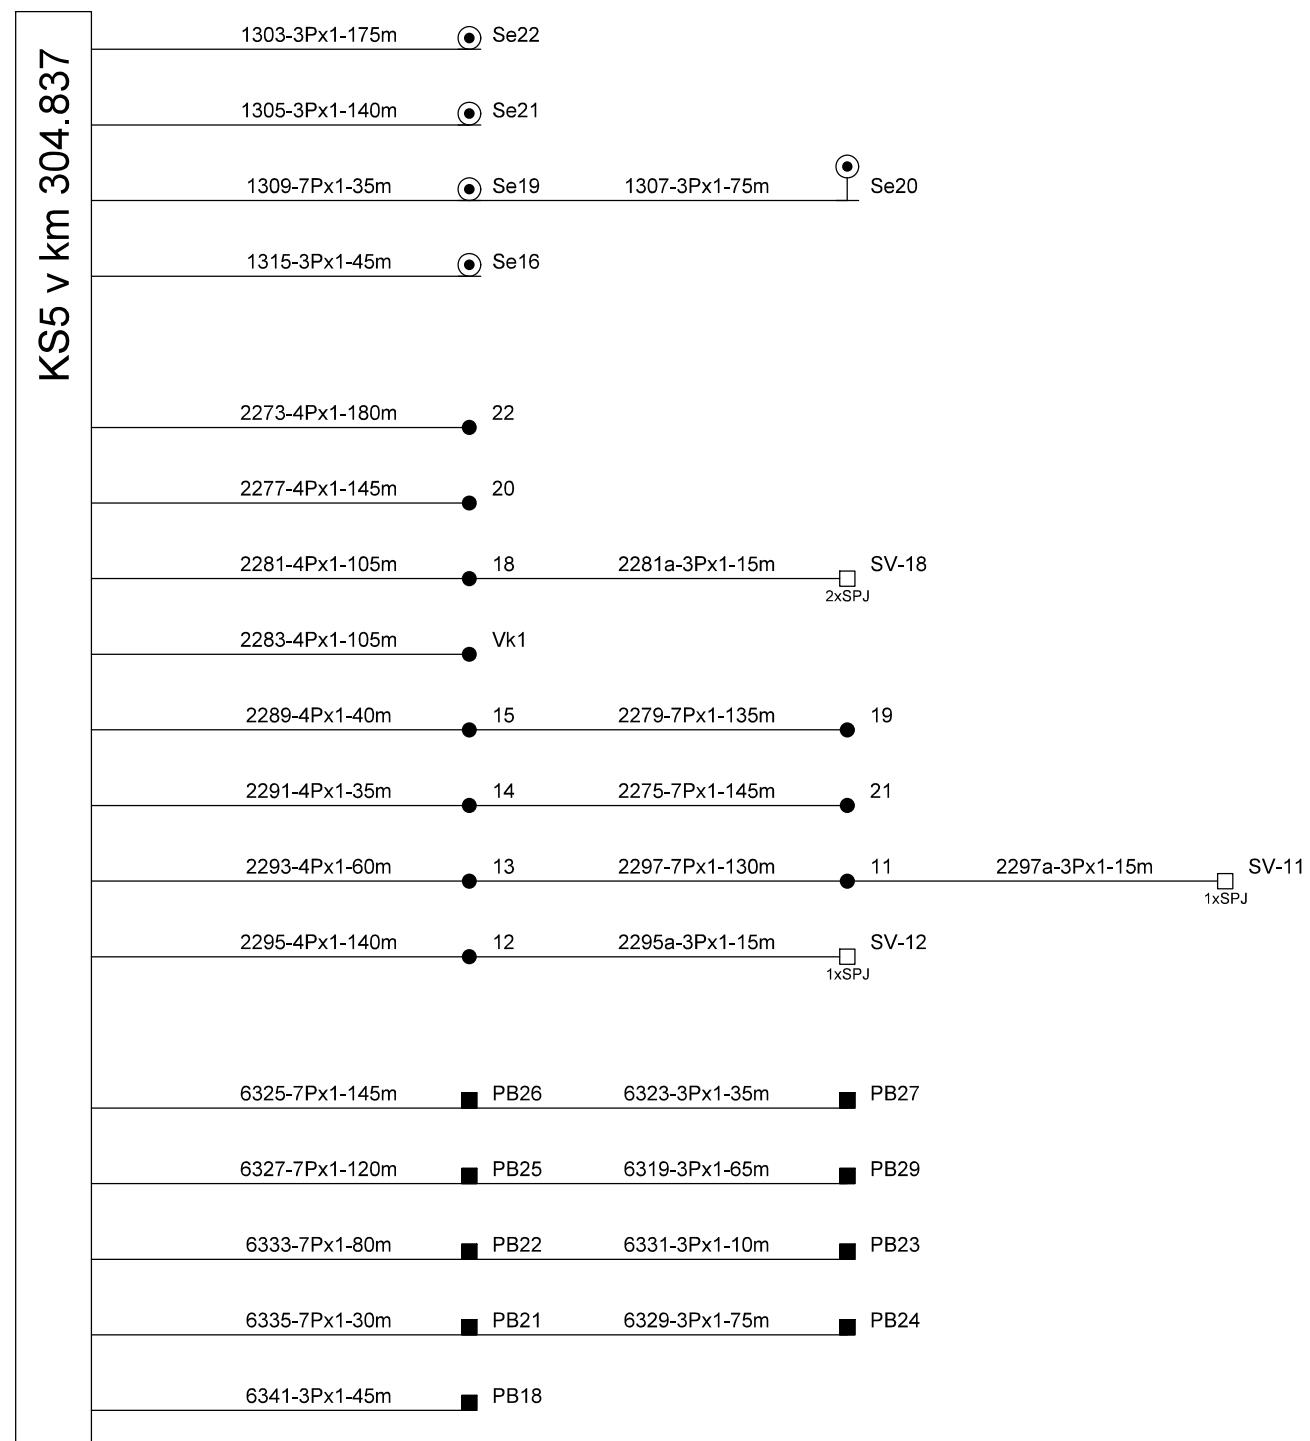 KS5 v km 304.837
1303-3Px1-175m Se22
1305-3Px1-140m Se21
1309-7Px1-35m Se19 1307-3Px1-75m Se20
1315-3Px1-45m Se16
2273-4Px1-180m 22
2277-4Px1-145m 20
2281-4Px1-105m 18 2281a-3Px1-15m SV-18
2xSPJ
2283-4Px1-105m Vk1
2289-4Px1-40m 15 2279-7Px1-135m 19
2291-4Px1-35m 14 2275-7Px1-145m 21
2293-4Px1-60m 13 2297-7Px1-130m 11 2297a-3Px1-15m SV-11
1xSPJ
2295-4Px1-140m 12 2295a-3Px1-15m SV-12
1xSPJ
6325-7Px1-145m PB26 6323-3Px1-35m PB27
6327-7Px1-120m PB25 6319-3Px1-65m PB29
6333-7Px1-80m PB22 6331-3Px1-10m PB23
6335-7Px1-30m PB21 6329-3Px1-75m PB24
6341-3Px1-45m PB18